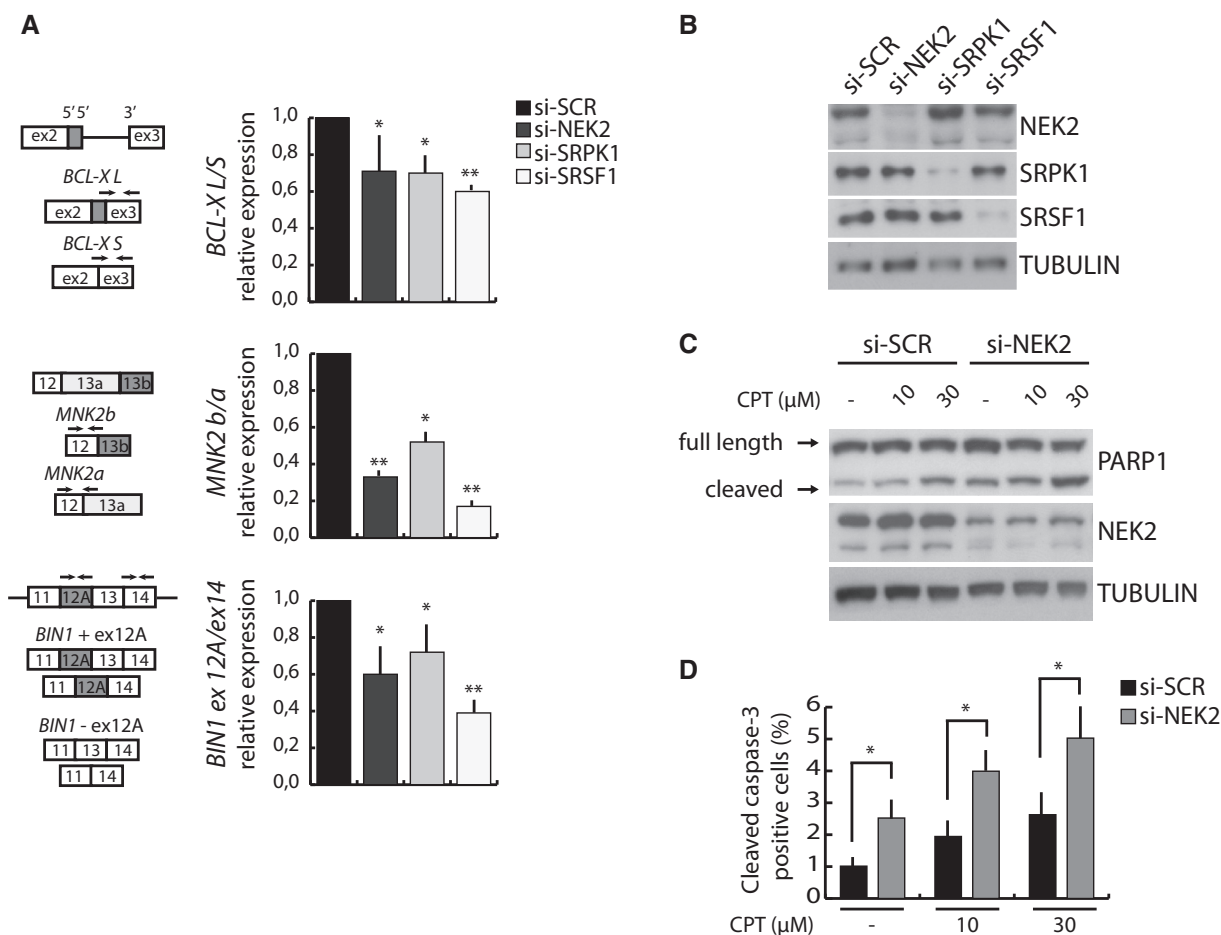 A
5' 5' 3'
ex2 ex3
BCL-X L
ex2 ex3
BCL-X S
ex2 ex3
BCL-X L/S
relative expression
1,0
0,8
0,6
0,4
0,2
0,0
* * **
si-SCR
si-NEK2
si-SRPK1
si-SRSF1
12 13a 13b
MNK2b
12 13b
MNK2a
12 13a
MNK2 b/a
relative expression
1,0
0,8
0,6
0,4
0,2
0,0
** * **
11 12A 13 14
BIN1 + ex12A
11 12A 13 14
11 12A 14
BIN1 - ex12A
11 13 14
11 14
BIN1 ex 12A/ex14
relative expression
1,0
0,8
0,6
0,4
0,2
0,0
* * **
B
si-SCR
si-NEK2
si-SRPK1
si-SRSF1
NEK2
SRPK1
SRSF1
TUBULIN
C
si-SCR si-NEK2
CPT (μM) - 10 30 - 10 30
full length
cleaved
PARP1
NEK2
TUBULIN
D
si-SCR
si-NEK2
Cleaved caspase-3
positive cells (%)
6
5
4
3
2
1
0
* * *
CPT (μM) - 10 30